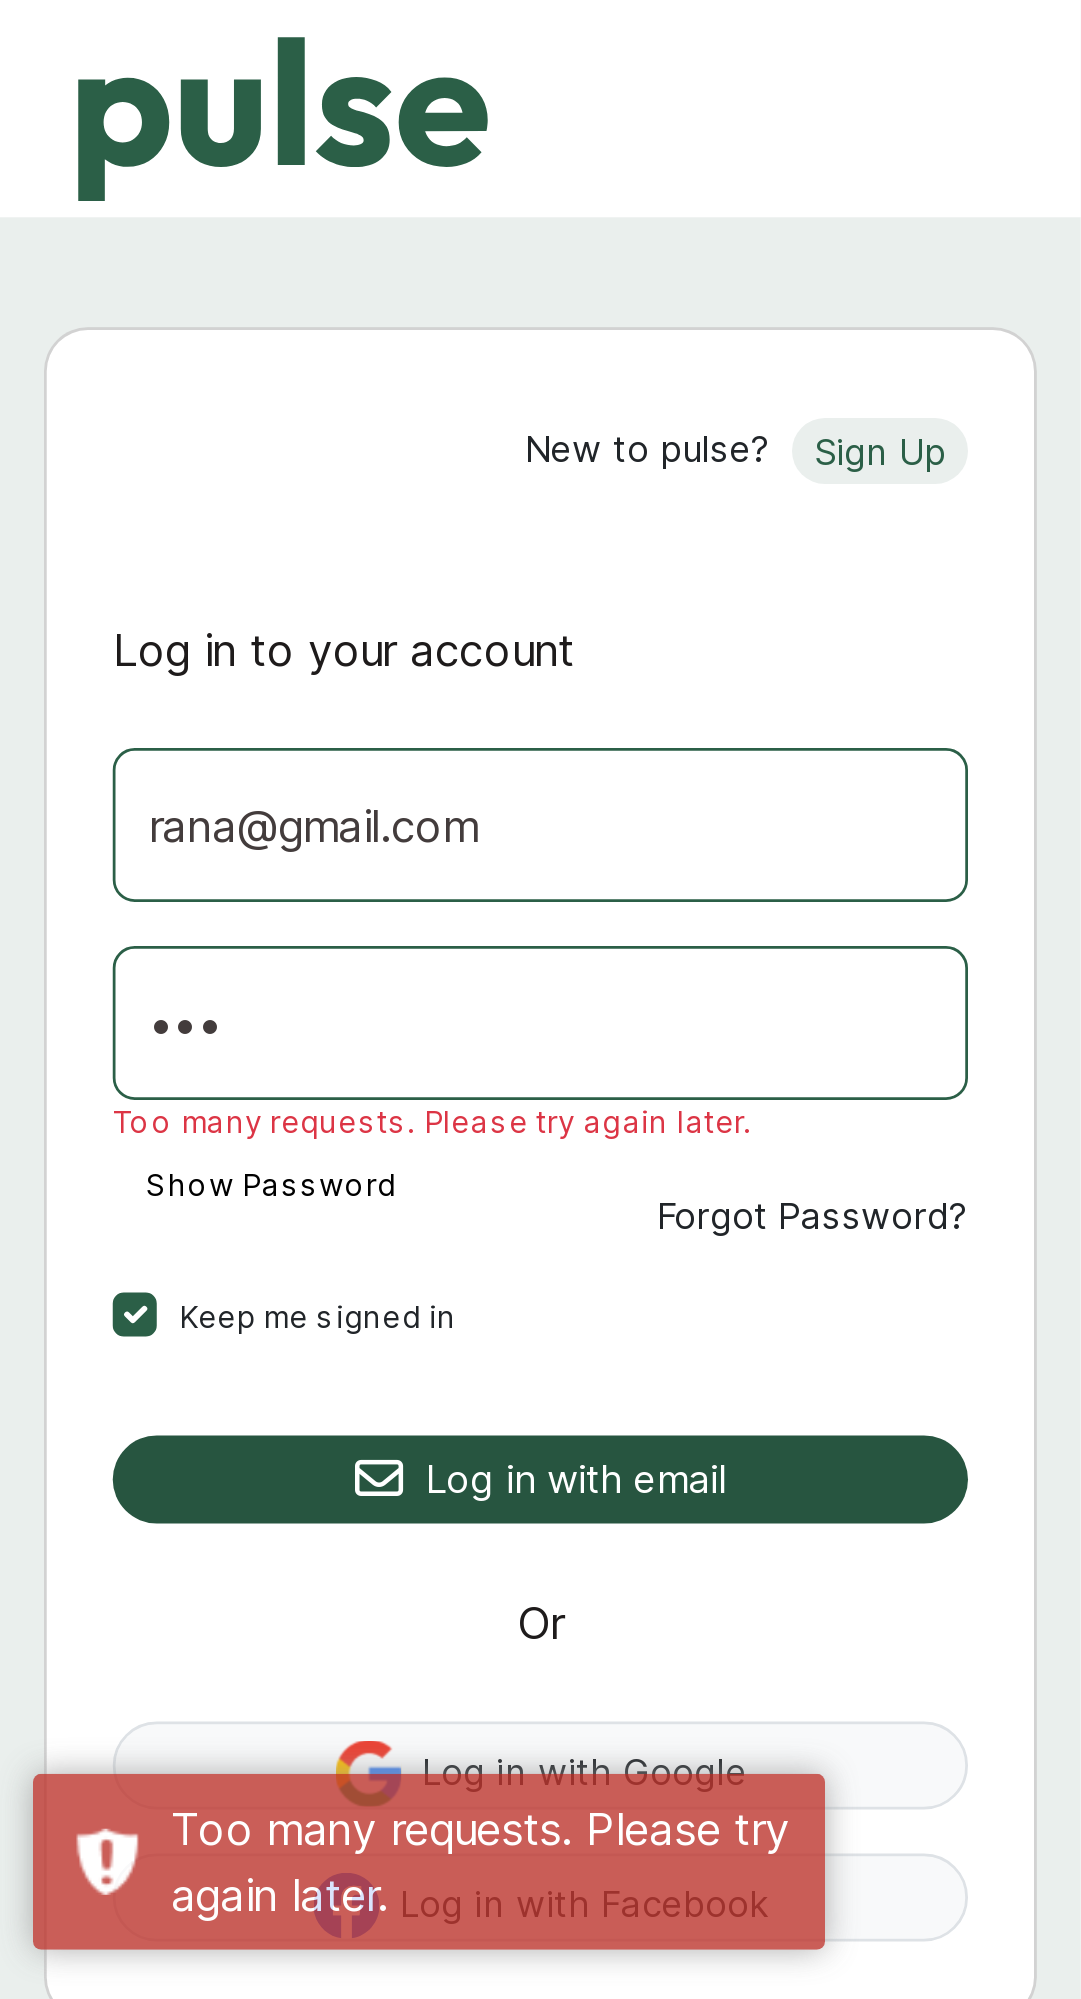 pulse
New to pulse? Sign Up
Log in to your account
rana@gmail.com
•••
Too many requests. Please try again later.
Show Password
Forgot Password?
Keep me signed in
Log in with email
Or
Log in with Google
Too many requests. Please try
again later.
Log in with Facebook